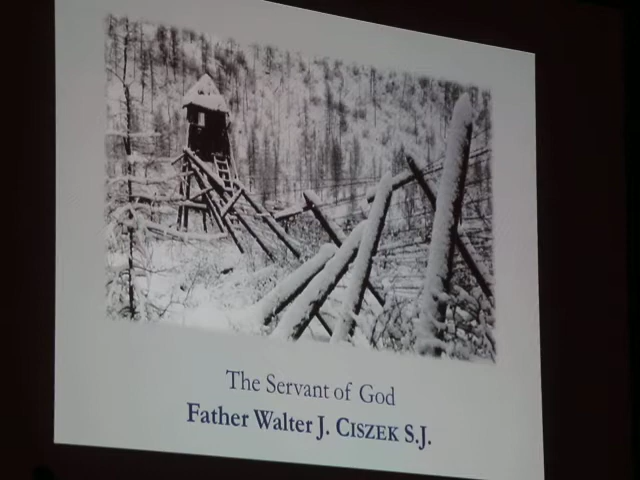 The Servant of God
Father Walter J. CISZEK S.J.